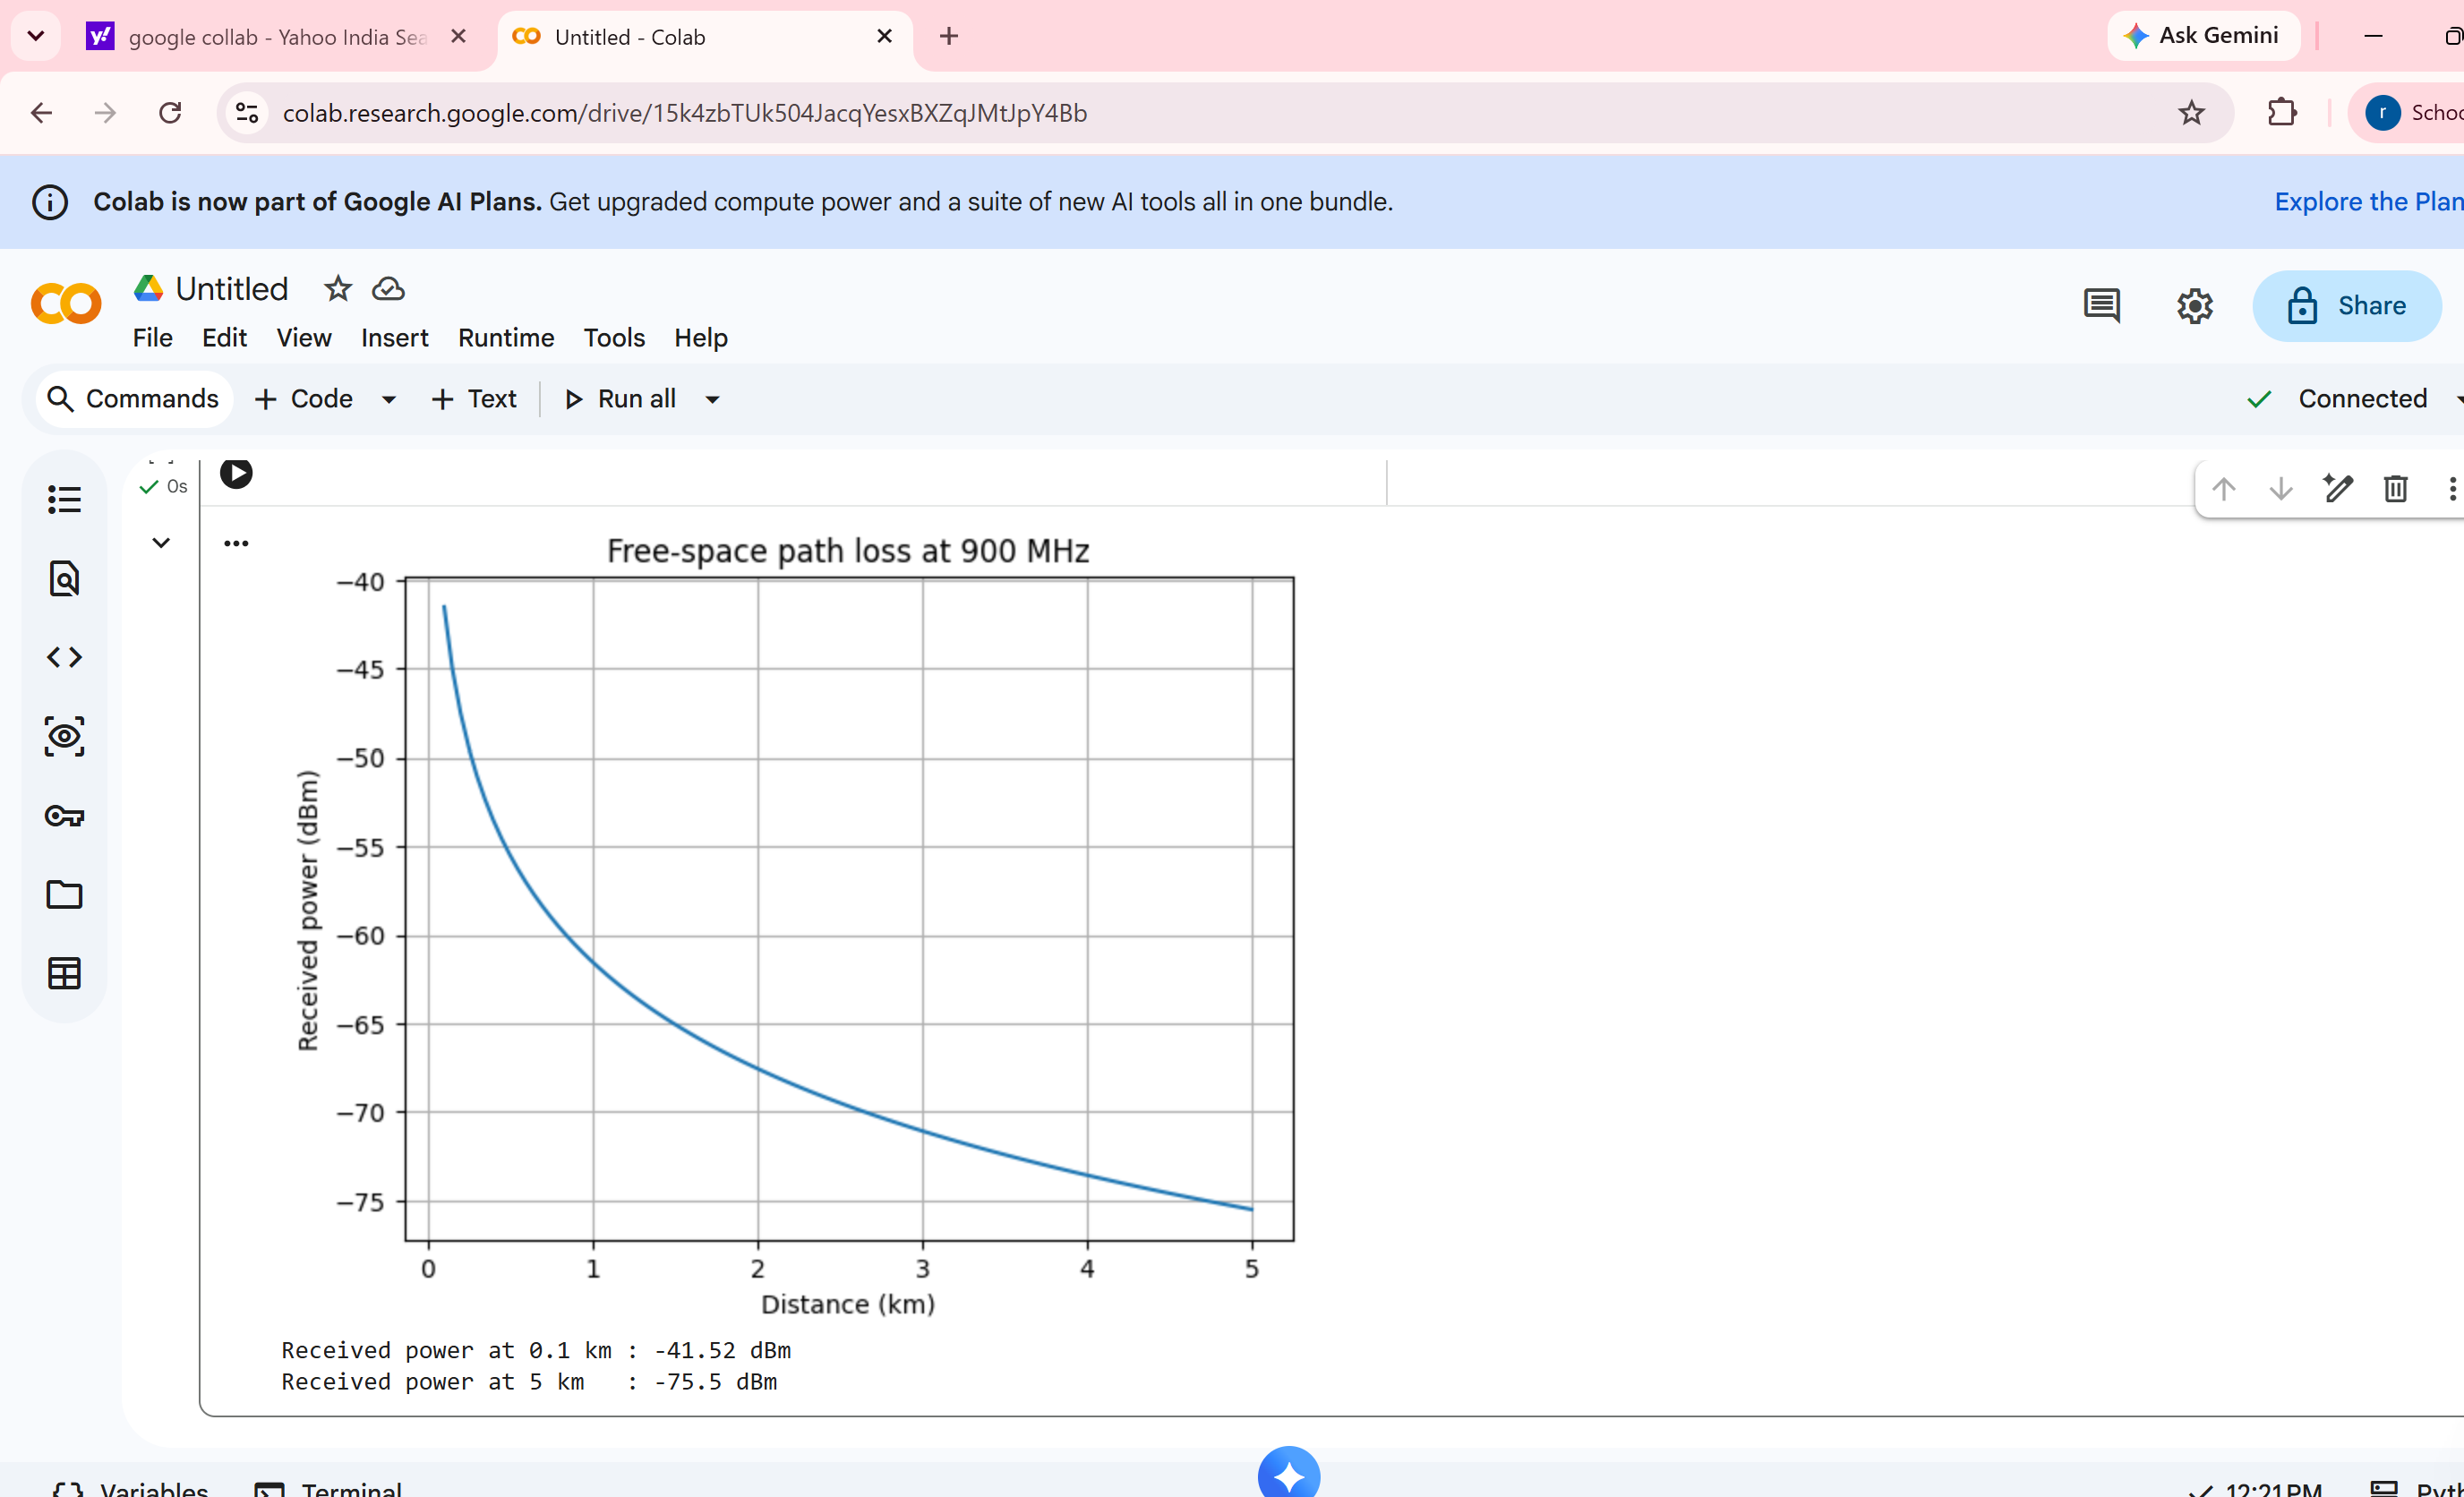 google collab - Yahoo India Sea
Untitled - Colab
Ask Gemini
colab.research.google.com/drive/15k4zbTUk504JacqYesxBXZqJMtJpY4Bb
r
Colab is now part of Google AI Plans. Get upgraded compute power and a suite of new AI tools all in one bundle.
Explore the Plan
Untitled
File Edit View Insert Runtime Tools Help
Share
Commands + Code + Text Run all
Connected
0s
Free-space path loss at 900 MHz
Received power (dBm)
−40
−45
−50
−55
−60
−65
−70
−75
0 1 2 3 4 5
Distance (km)
Received power at 0.1 km : -41.52 dBm
Received power at 5 km   : -75.5 dBm
Variables
Terminal
12:21 PM